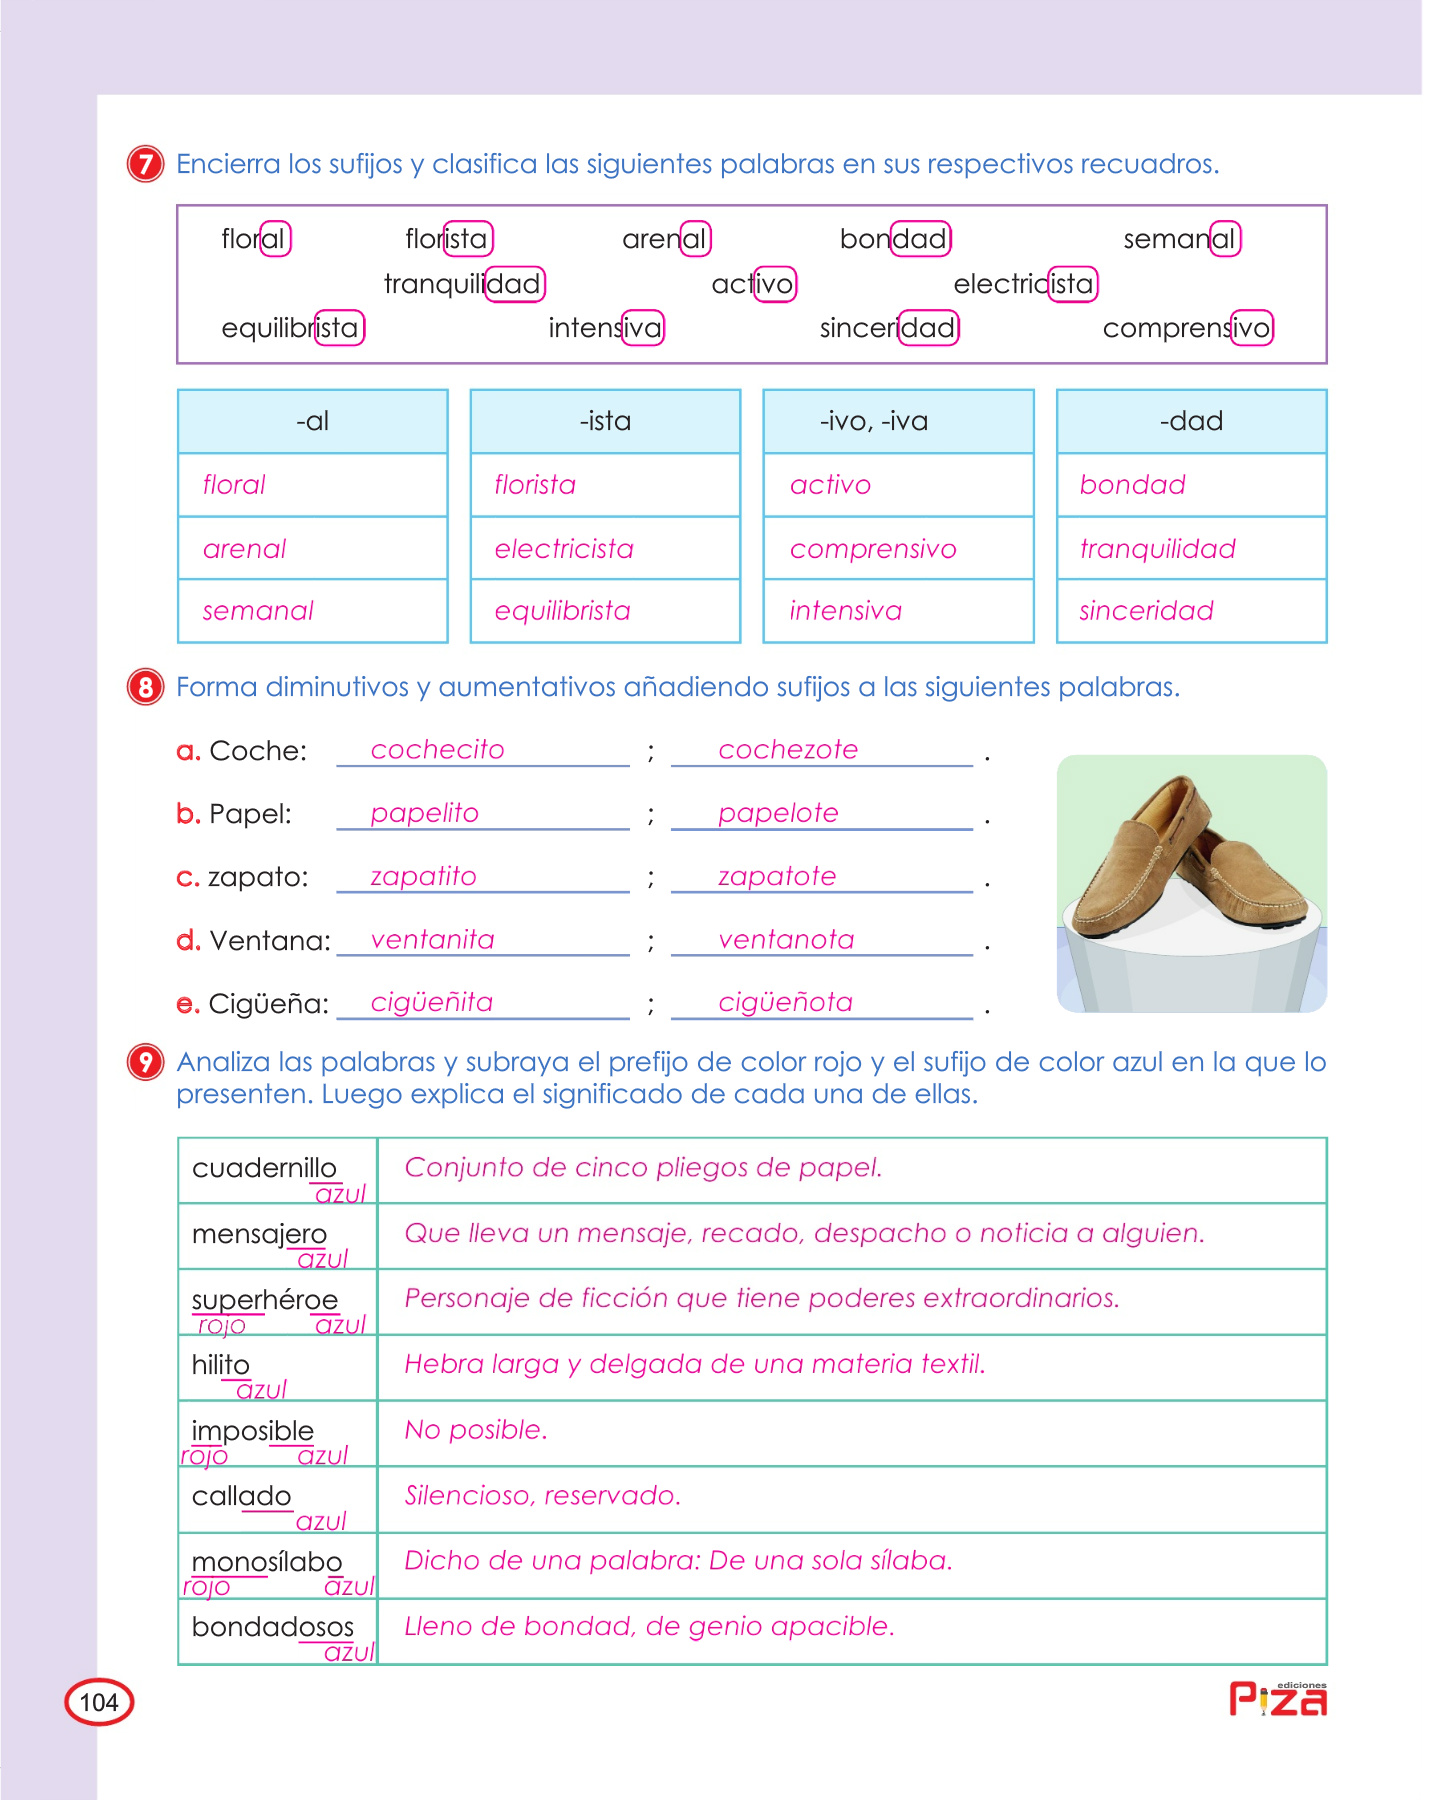 7 Encierra los sufijos y clasifica las siguientes palabras en sus respectivos recuadros.
floral florista arenal bondad semanal
tranquilidad activo electricista
equilibrista intensiva sinceridad comprensivo
-al -ista -ivo, -iva -dad
floral florista activo bondad
arenal electricista comprensivo tranquilidad
semanal equilibrista intensiva sinceridad
8 Forma diminutivos y aumentativos añadiendo sufijos a las siguientes palabras.
a. Coche: cochecito ; cochezote .
b. Papel: papelito ; papelote .
c. zapato: zapatito ; zapatote .
d. Ventana: ventanita ; ventanota .
e. Cigüeña: cigüeñita ; cigüeñota .
9 Analiza las palabras y subraya el prefijo de color rojo y el sufijo de color azul en la que lo
presenten. Luego explica el significado de cada una de ellas.
cuadernillo Conjunto de cinco pliegos de papel.
azul
mensajero Que lleva un mensaje, recado, despacho o noticia a alguien.
azul
superhéroe Personaje de ficción que tiene poderes extraordinarios.
rojo azul
hilito Hebra larga y delgada de una materia textil.
azul
imposible No posible.
rojo azul
callado Silencioso, reservado.
azul
monosílabo Dicho de una palabra: De una sola sílaba.
rojo azul
bondadosos Lleno de bondad, de genio apacible.
azul
104
ediciones
Piza